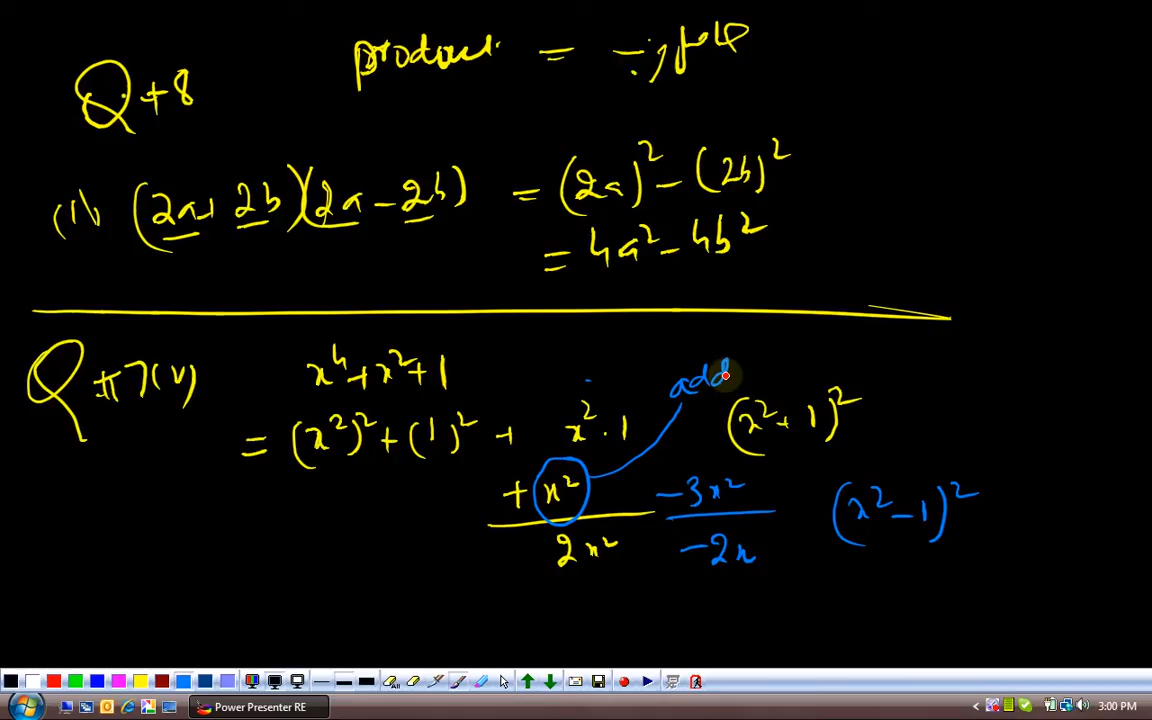 product =
Q # 8
(1) (2a + 2b)(2a - 2b) = (2a)² - (2b)²
= 4a² - 4b²
Q # 7(v) x⁴ + x² + 1
add
= (x²)² + (1)² + x² . 1 (x² + 1)²
+ x² - 3x² (x² - 1)²
2x² - 2x
Power Presenter RE
3:00 PM